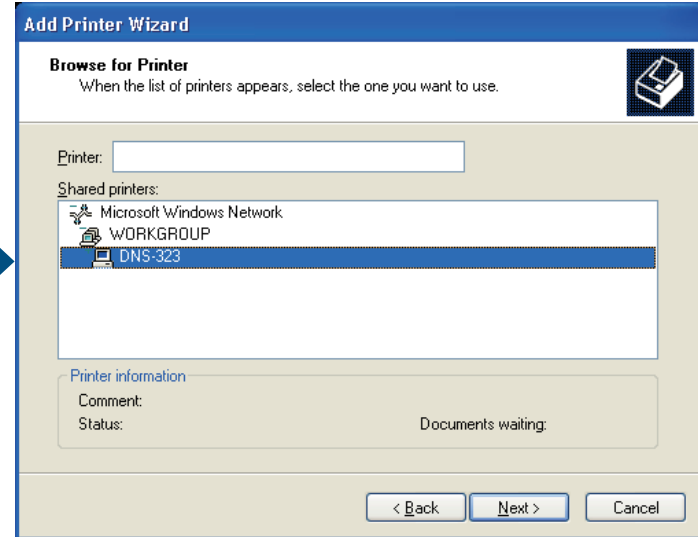 Add Printer Wizard
Browse for Printer
When the list of printers appears, select the one you want to use.
Printer:
Shared printers:
Microsoft Windows Network
WORKGROUP
DNS-323
Printer information
Comment:
Status: Documents waiting:
< Back Next > Cancel